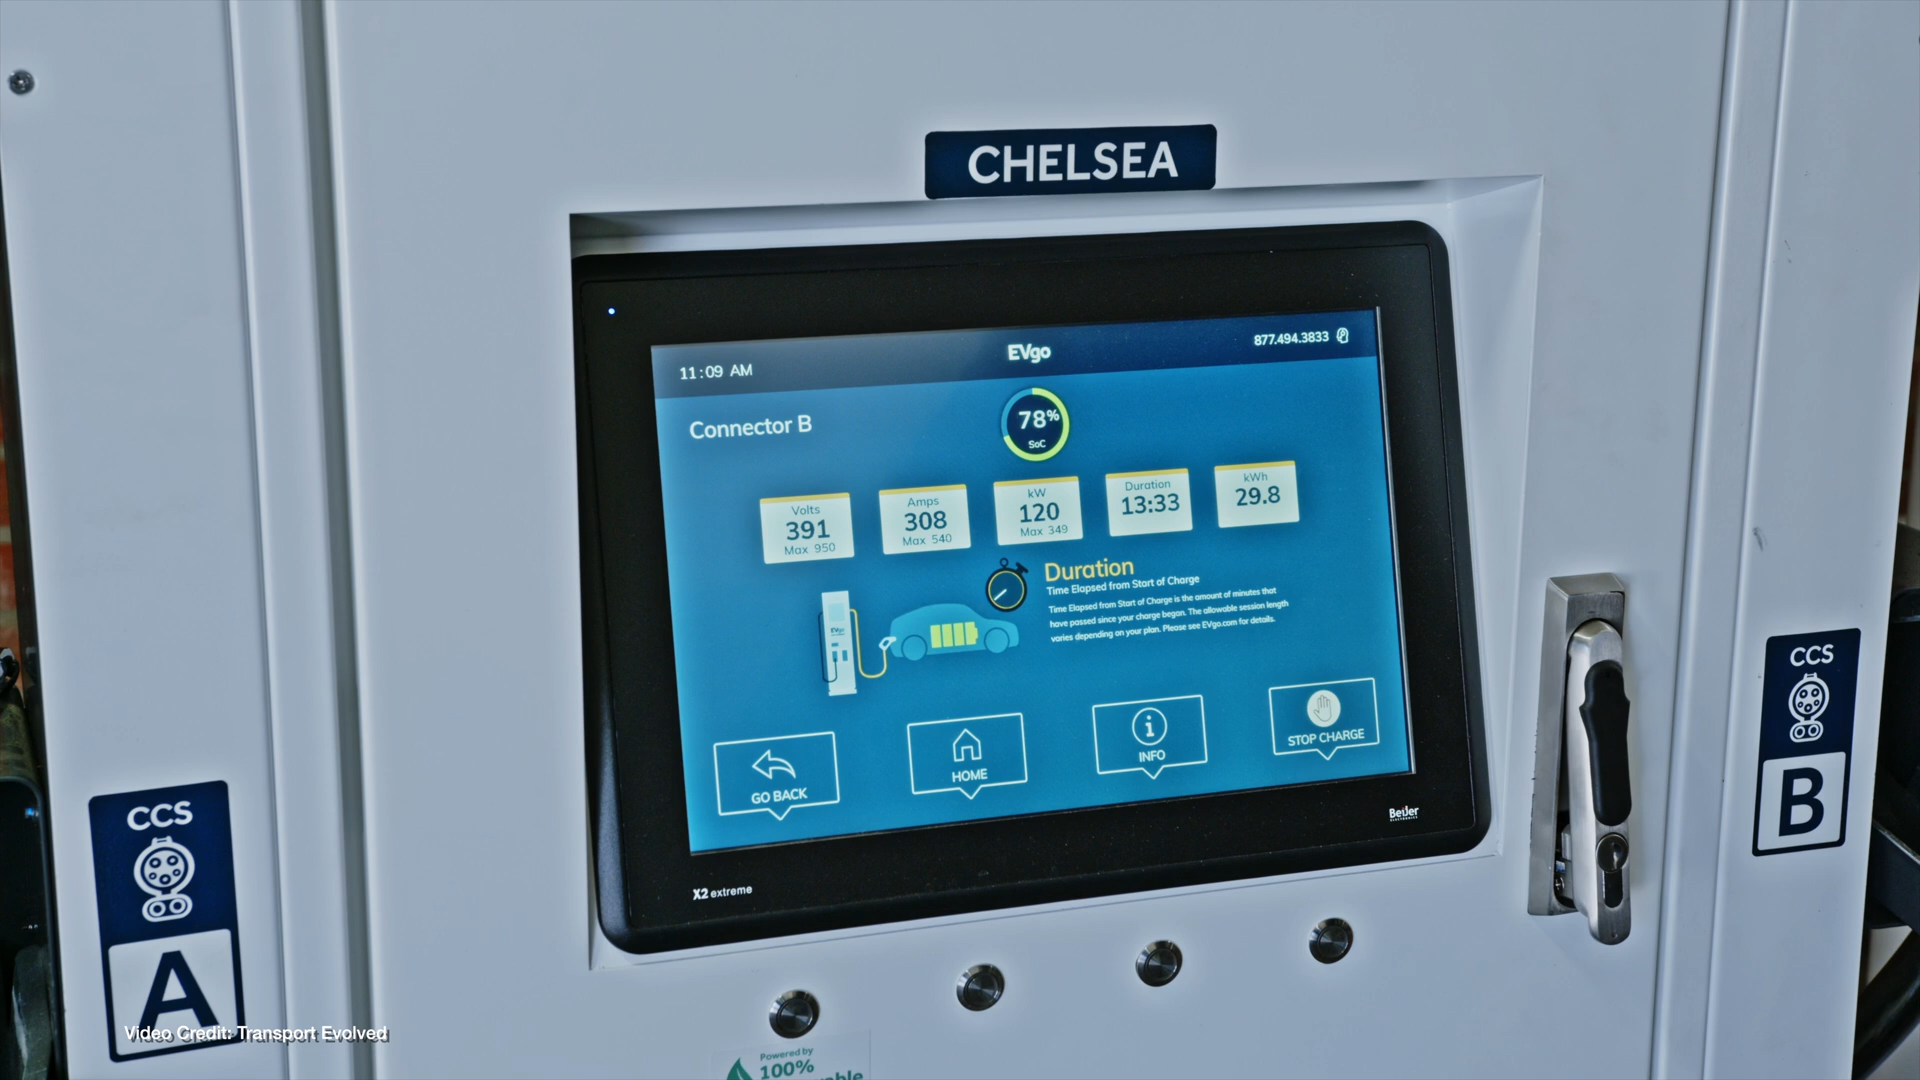 CHELSEA
11:09 AM
EVgo
877.494.3833
Connector B
78%
SoC
Volts
391
Max 950
Amps
308
Max 540
kW
120
Max 349
Duration
13:33
kWh
29.8
Duration
Time Elapsed from Start of Charge
Time Elapsed from Start of Charge is the amount of minutes that
have passed since your charge began. The allowable session length
varies depending on your plan. Please see EVgo.com for details.
EVgo
GO BACK
HOME
INFO
STOP CHARGE
Beijer
ELECTRONICS
X2 extreme
CCS
A
CCS
B
Video Credit: Transport Evolved
Powered by
100%